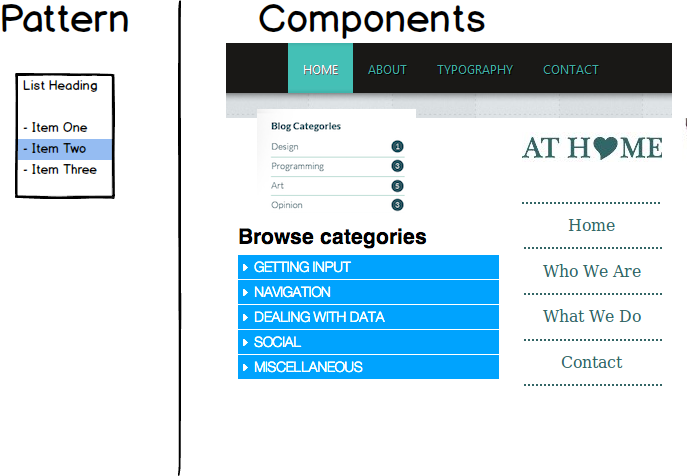 Pattern
List Heading
- Item One
- Item Two
- Item Three
Components
HOME ABOUT TYPOGRAPHY CONTACT
Blog Categories
Design 1
Programming 3
Art 5
Opinion 3
Browse categories
GETTING INPUT
NAVIGATION
DEALING WITH DATA
SOCIAL
MISCELLANEOUS
AT H♥ME
Home
Who We Are
What We Do
Contact